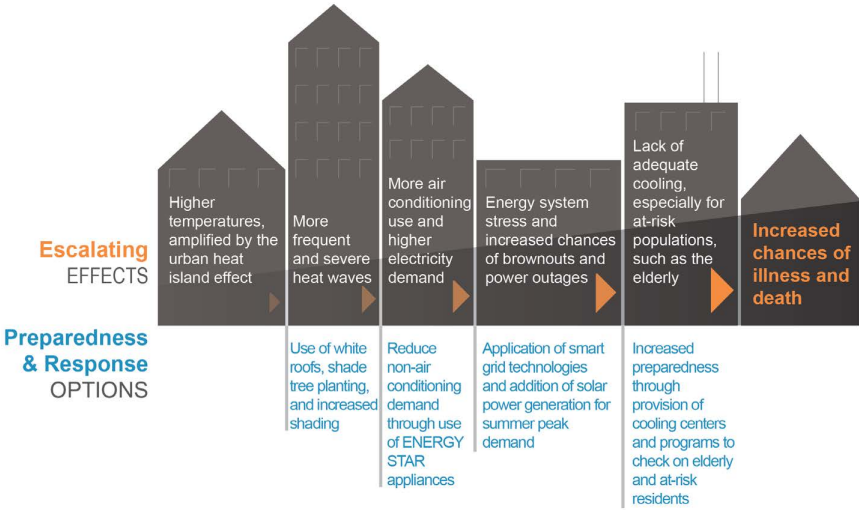 Higher
temperatures,
amplified by the
urban heat
island effect
More
frequent
and severe
heat waves
More air
conditioning
use and
higher
electricity
demand
Energy system
stress and
increased chances
of brownouts and
power outages
Lack of
adequate
cooling,
especially for
at-risk
populations,
such as the
elderly
Increased
chances of
illness and
death
Escalating
EFFECTS
Preparedness
& Response
OPTIONS
Use of white
roofs, shade
tree planting,
and increased
shading
Reduce
non-air
conditioning
demand
through use
of ENERGY
STAR
appliances
Application of smart
grid technologies
and addition of solar
power generation for
summer peak
demand
Increased
preparedness
through
provision of
cooling centers
and programs to
check on elderly
and at-risk
residents